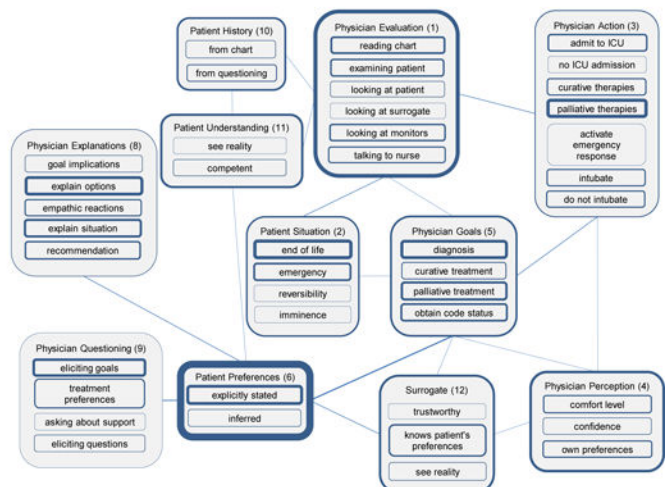 Patient History (10)
from chart
from questioning
Physician Evaluation (1)
reading chart
examining patient
looking at patient
looking at surrogate
looking at monitors
talking to nurse
Physician Action (3)
admit to ICU
no ICU admission
curative therapies
palliative therapies
activate
emergency
response
intubate
do not intubate
Patient Understanding (11)
see reality
competent
Physician Explanations (8)
goal implications
explain options
empathic reactions
explain situation
recommendation
Patient Situation (2)
end of life
emergency
reversibility
imminence
Physician Goals (5)
diagnosis
curative treatment
palliative treatment
obtain code status
Physician Questioning (9)
eliciting goals
treatment
preferences
asking about support
eliciting questions
Patient Preferences (6)
explicitly stated
inferred
Surrogate (12)
trustworthy
knows patient's
preferences
see reality
Physician Perception (4)
comfort level
confidence
own preferences